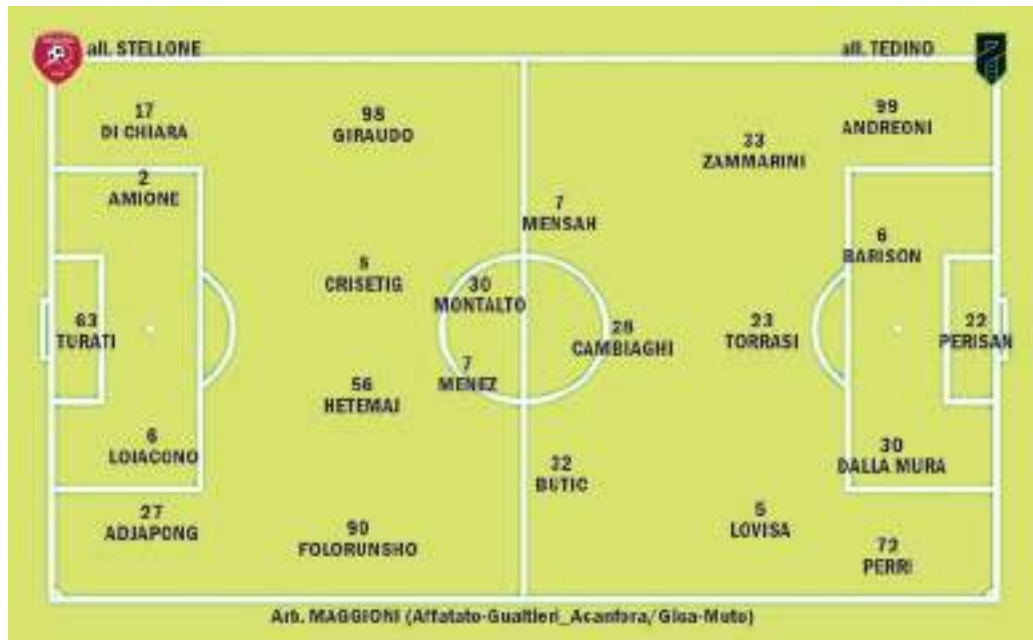 all. STELLONE
all. TEDINO
17
DI CHIARA
98
GIRAUDO
99
ANDREONI
33
ZAMMARINI
2
AMIONE
7
MENSAH
6
BARISON
8
CRISETIG
30
MONTALTO
63
TURATI
28
CAMBIAGHI
23
TORRASI
22
PERISAN
7
MENEZ
56
HETEMAJ
6
LOIACONO
32
BUTIC
30
DALLA MURA
27
ADJAPONG
90
FOLORUNSHO
5
LOVISA
72
PERRI
Arb. MAGGIONI (Affatato-Gualtieri_Acanfora/Gioa-Muto)